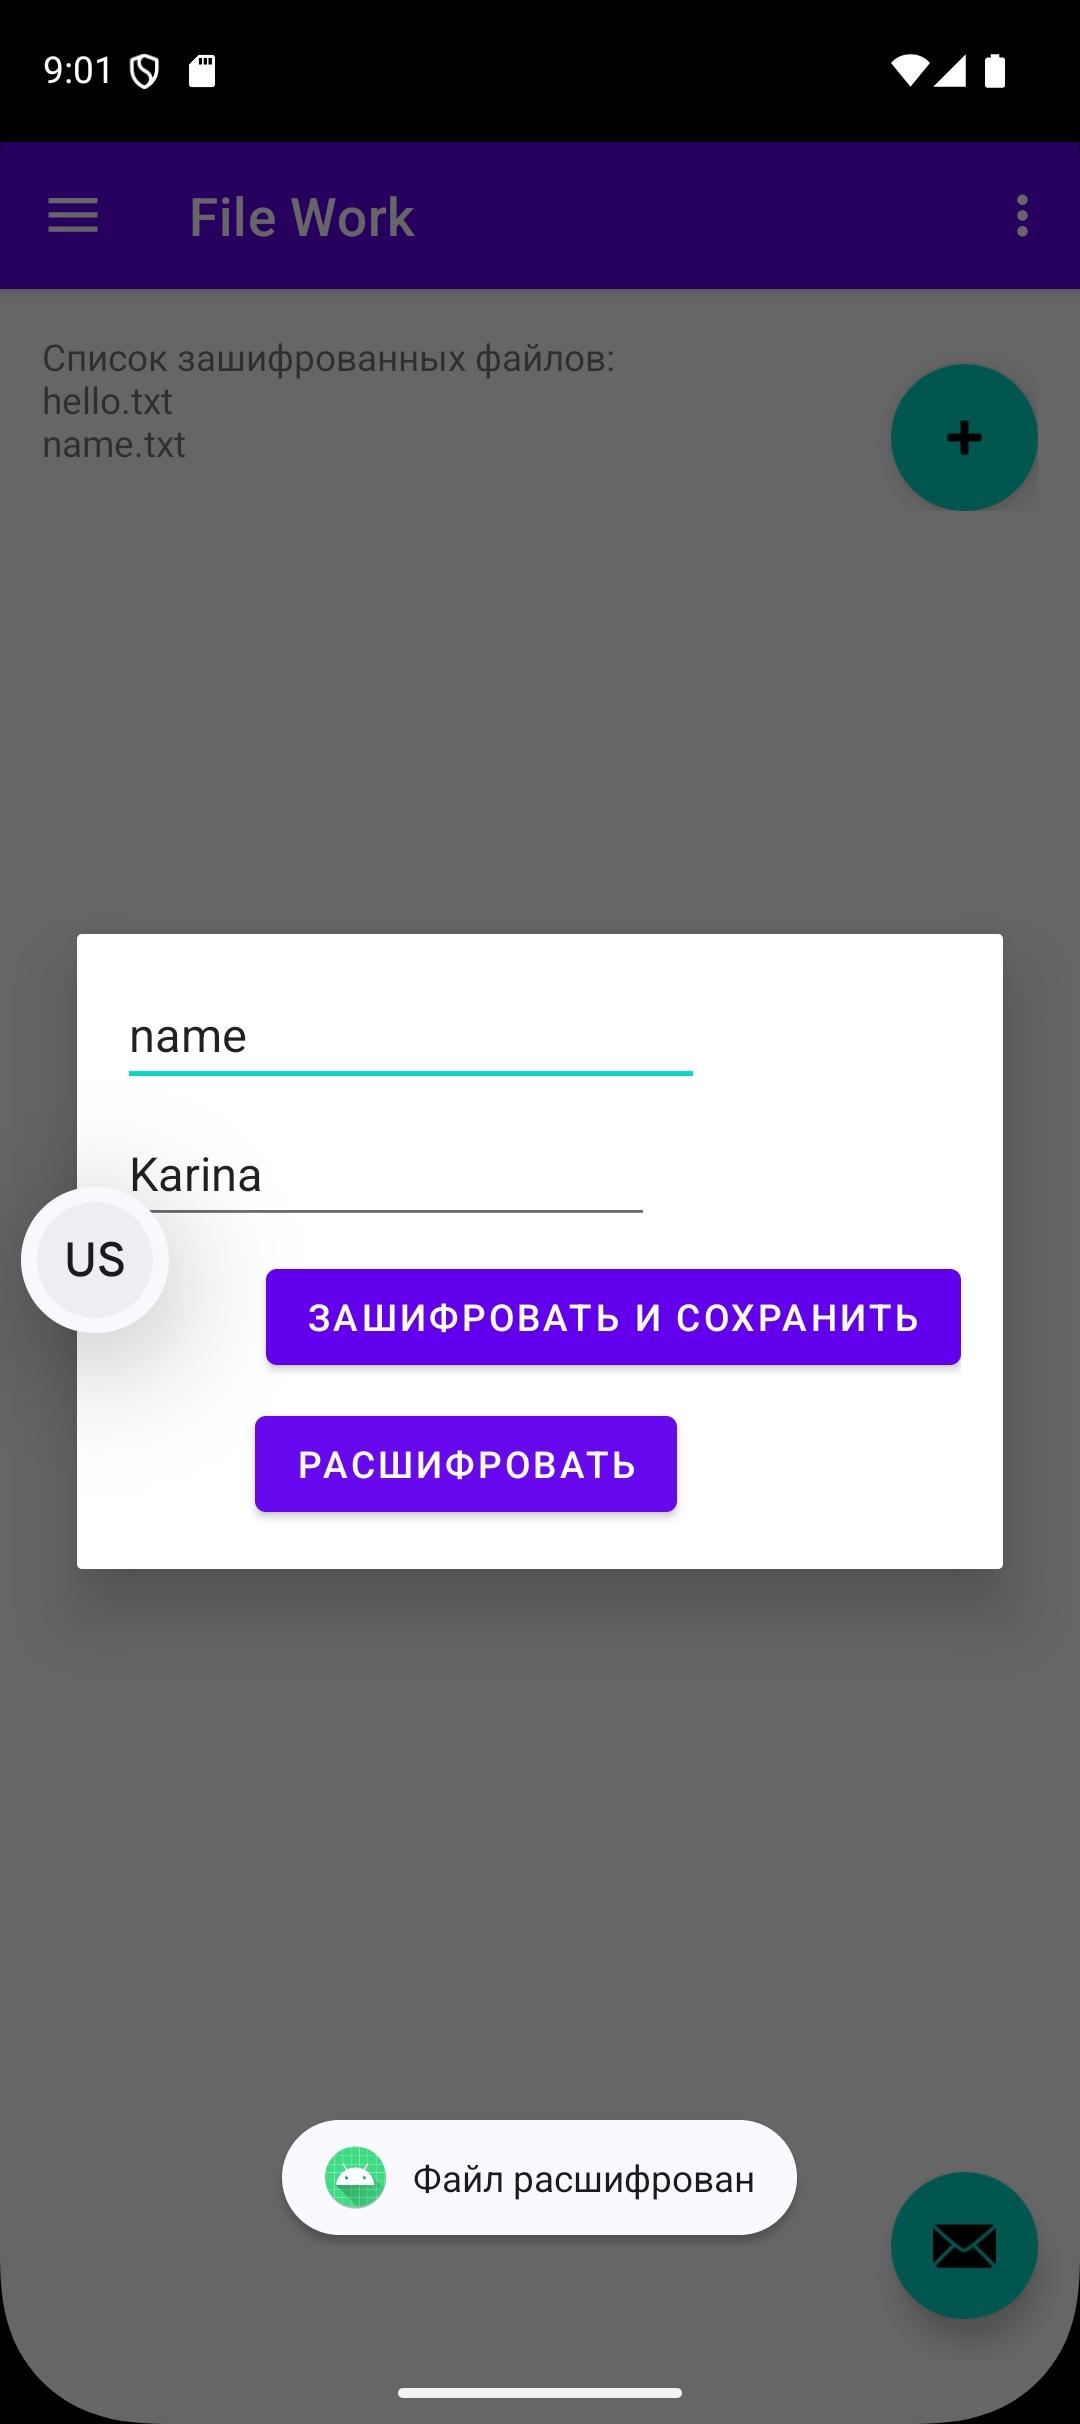 9:01
File Work
Список зашифрованных файлов:
hello.txt
name.txt
name
Karina
US
ЗАШИФРОВАТЬ И СОХРАНИТЬ
РАСШИФРОВАТЬ
Файл расшифрован